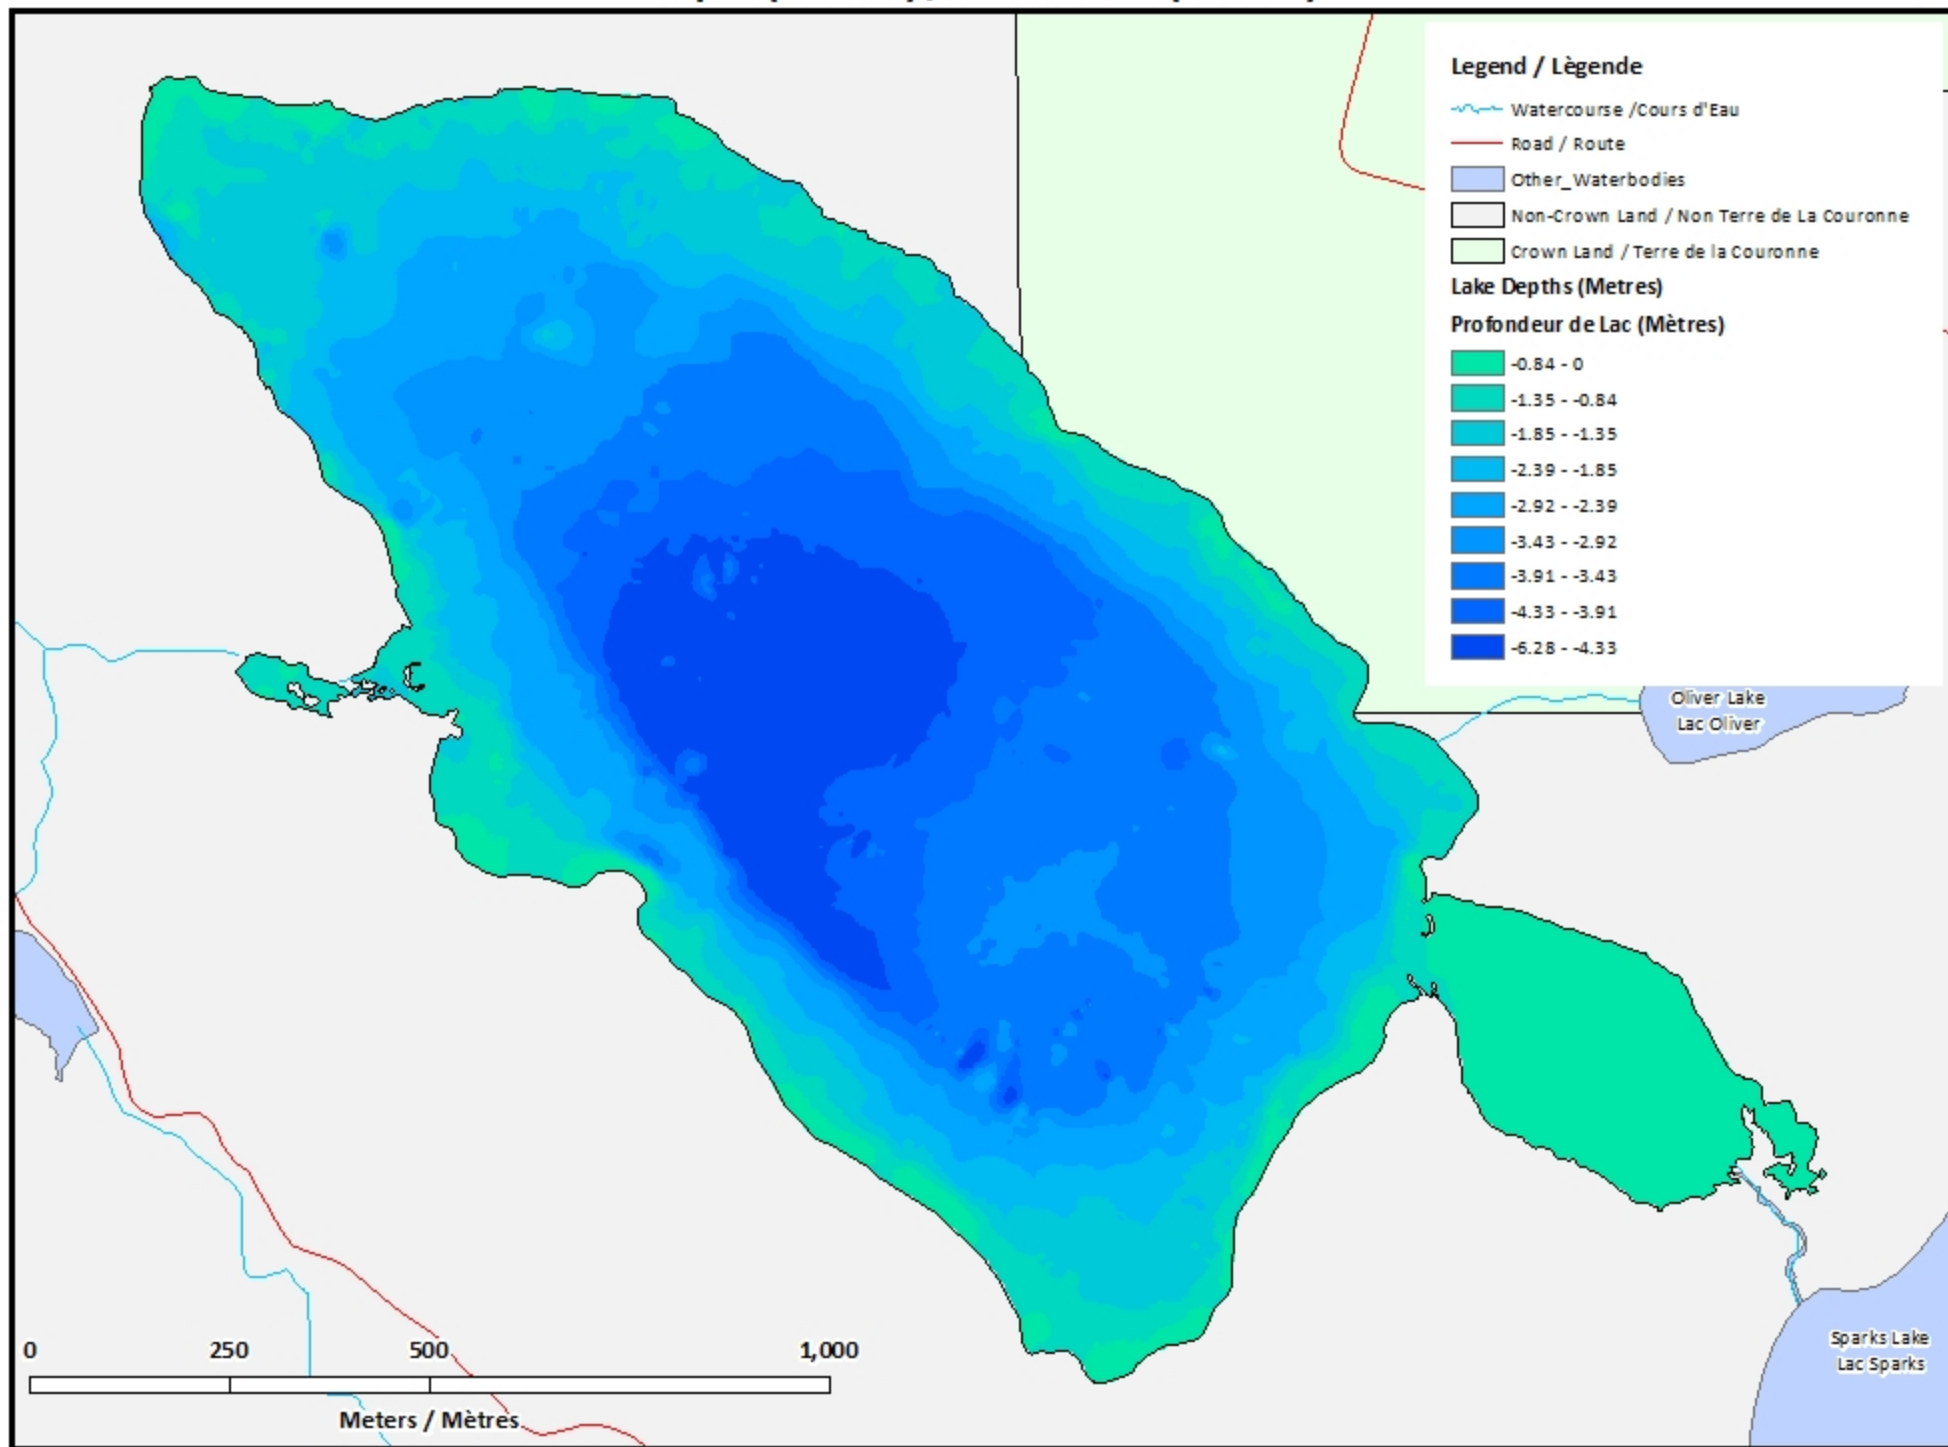 Legend / Lègende
Watercourse /Cours d'Eau
Road / Route
Other_Waterbodies
Non-Crown Land / Non Terre de La Couronne
Crown Land / Terre de la Couronne
Lake Depths (Metres)
Profondeur de Lac (Mètres)
-0.84 - 0
-1.35 - -0.84
-1.85 - -1.35
-2.39 - -1.85
-2.92 - -2.39
-3.43 - -2.92
-3.91 - -3.43
-4.33 - -3.91
-6.28 - -4.33
Oliver Lake
Lac Oliver
Sparks Lake
Lac Sparks
0 250 500 1,000
Meters / Mètres